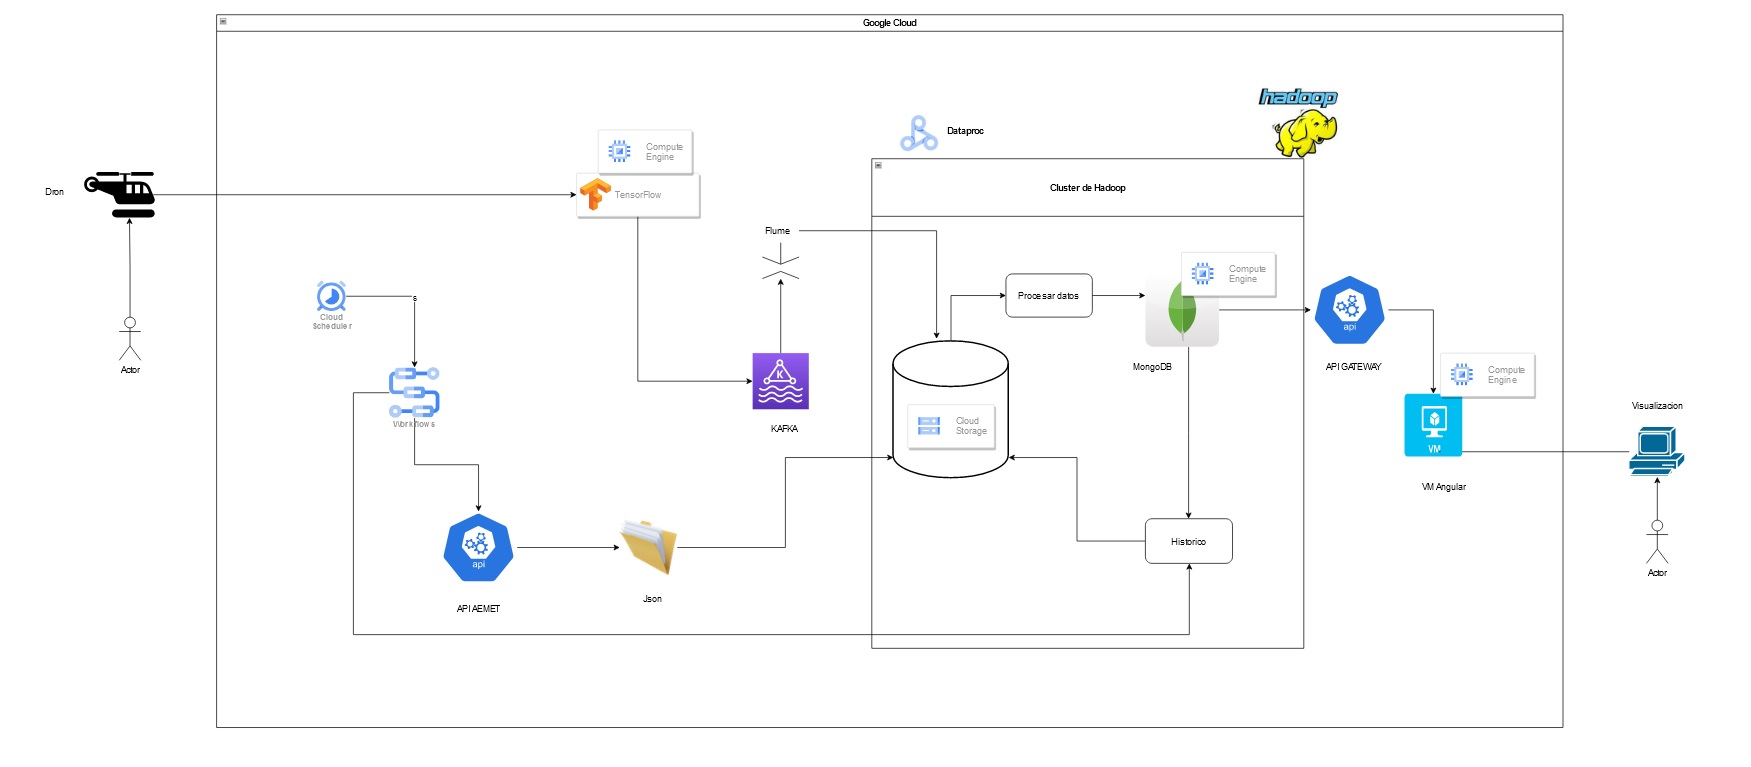 Google Cloud
hadoop
Dataproc
Compute
Engine
TensorFlow
Dron
Cluster de Hadoop
Flume
Compute
Engine
Cloud
Scheduler
s
Procesar datos
api
MongoDB
API GATEWAY
Compute
Engine
K
KAFKA
Workflows
Actor
Cloud
Storage
VM
VM Angular
Visualizacion
api
API AEMET
Json
Historico
Actor